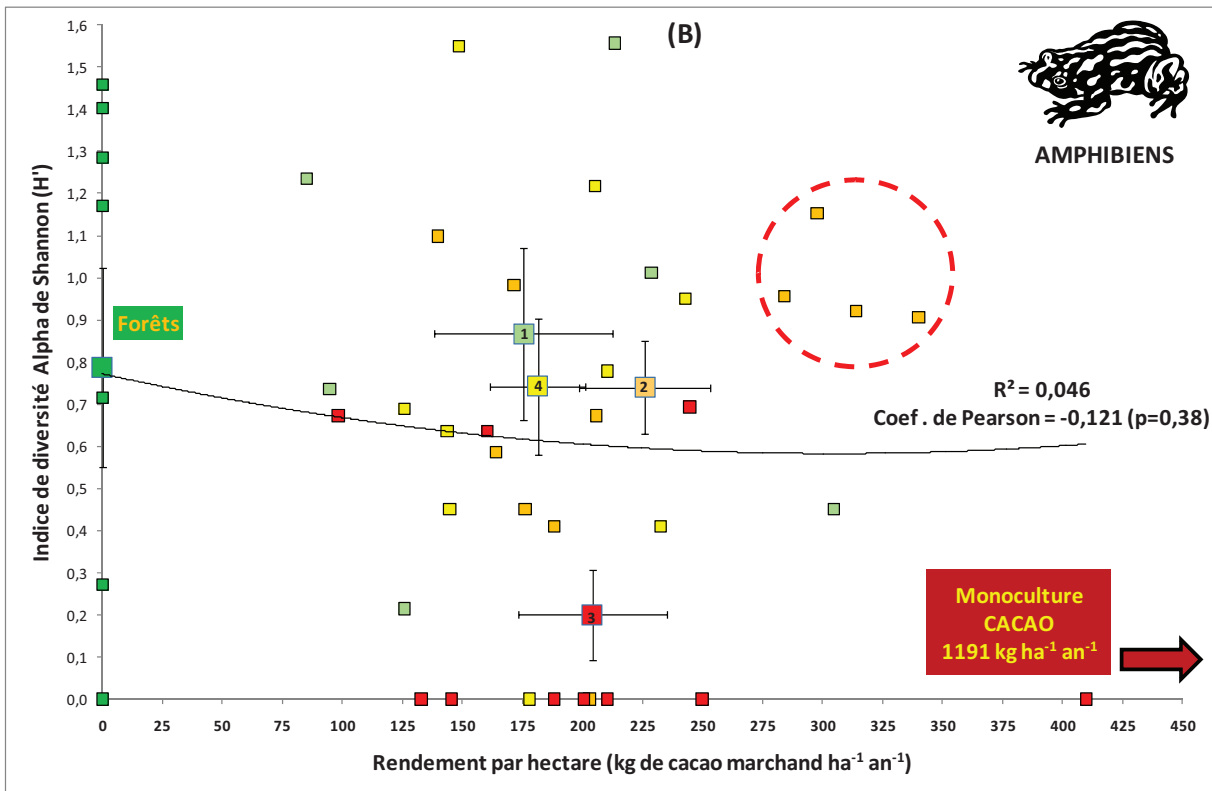 (B)
AMPHIBIENS
Indice de diversité Alpha de Shannon (H')
1,6
1,5
1,4
1,3
1,2
1,1
1,0
0,9
0,8
0,7
0,6
0,5
0,4
0,3
0,2
0,1
0,0
Forêts
1
4
2
3
R² = 0,046
Coef . de Pearson = -0,121 (p=0,38)
Monoculture
CACAO
1191 kg ha⁻¹ an⁻¹
0 25 50 75 100 125 150 175 200 225 250 275 300 325 350 375 400 425 450
Rendement par hectare (kg de cacao marchand ha⁻¹ an⁻¹)